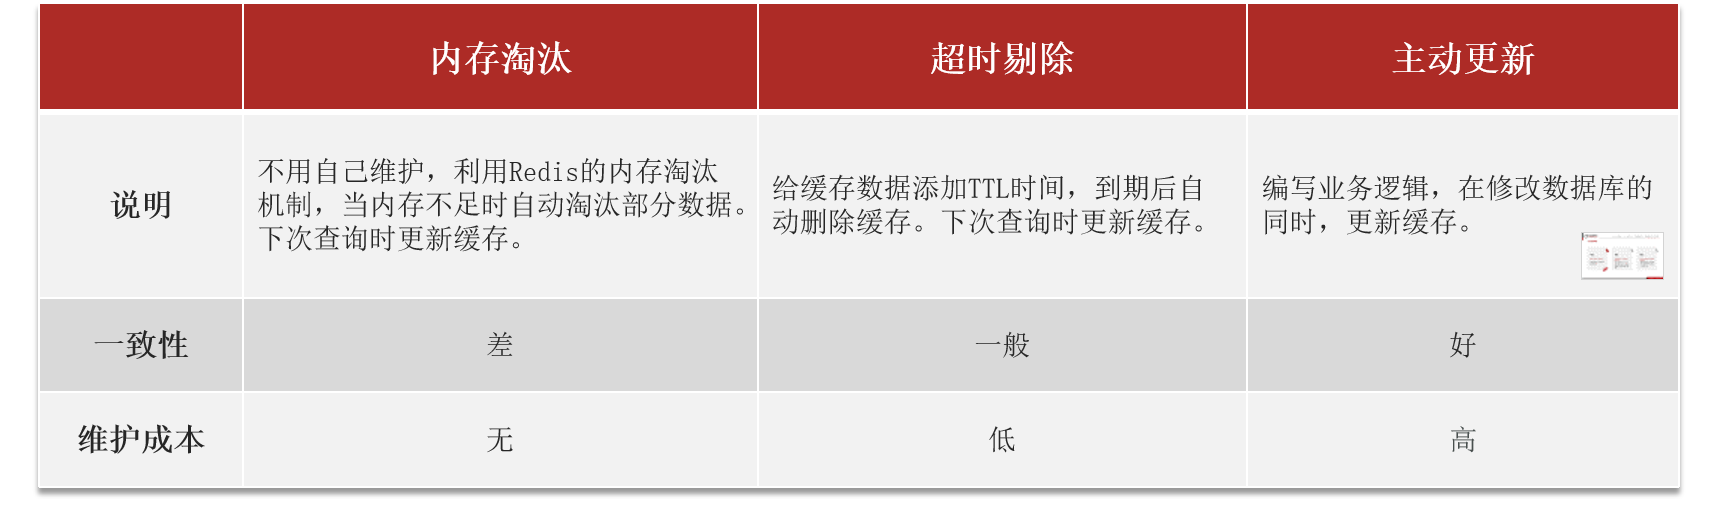 内存淘汰
超时剔除
主动更新
说明
不用自己维护，利用Redis的内存淘汰
机制，当内存不足时自动淘汰部分数据。
下次查询时更新缓存。
给缓存数据添加TTL时间，到期后自
动删除缓存。下次查询时更新缓存。
编写业务逻辑，在修改数据库的
同时，更新缓存。
一致性
差
一般
好
维护成本
无
低
高